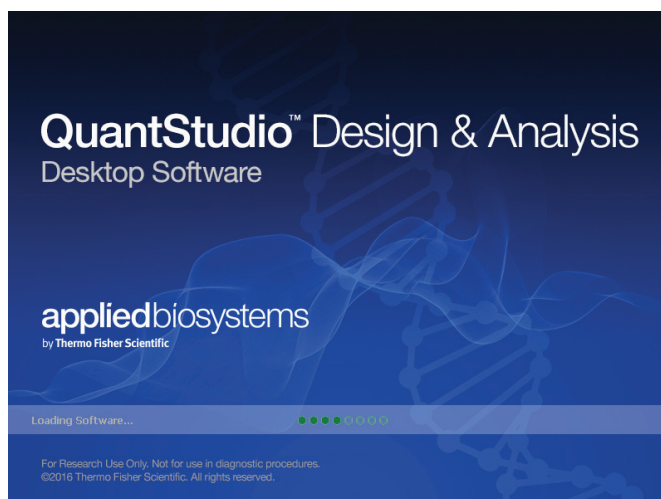 QuantStudio™ Design & Analysis
Desktop Software
appliedbiosystems
by Thermo Fisher Scientific
Loading Software...
For Research Use Only. Not for use in diagnostic procedures.
©2016 Thermo Fisher Scientific. All rights reserved.